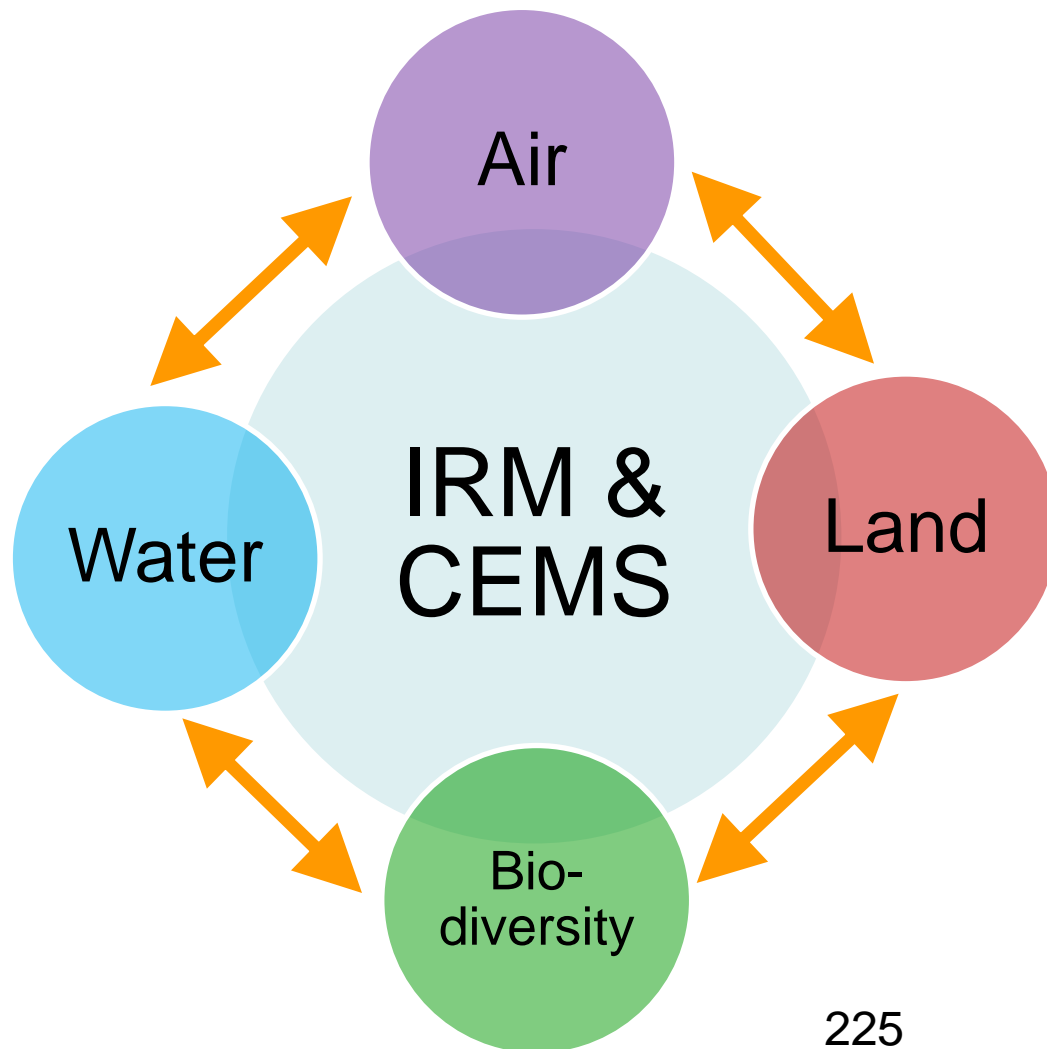 Air
IRM &
CEMS
Water
Land
Bio-
diversity
225